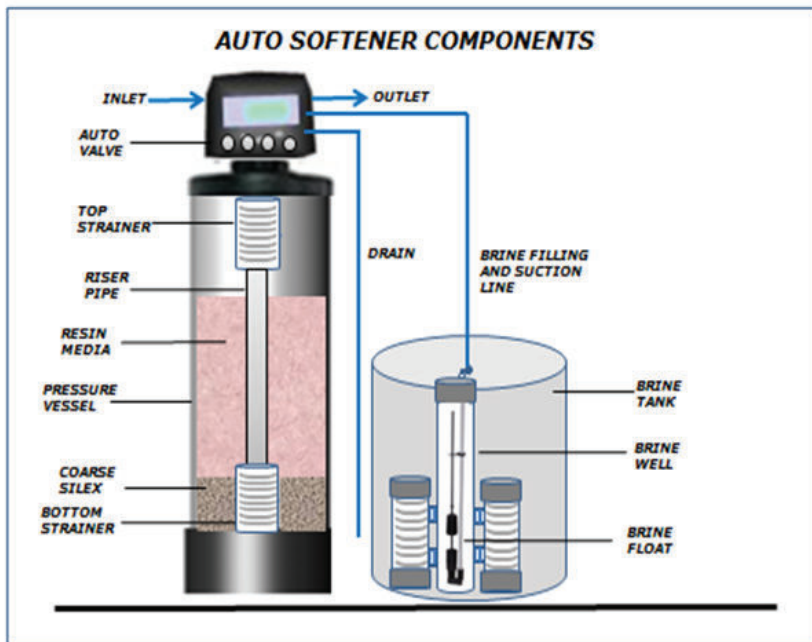 AUTO SOFTENER COMPONENTS
INLET
OUTLET
AUTO
VALVE
TOP
STRAINER
DRAIN
BRINE FILLING
AND SUCTION
LINE
RISER
PIPE
RESIN
MEDIA
PRESSURE
VESSEL
BRINE
TANK
BRINE
WELL
COARSE
SILEX
BOTTOM
STRAINER
BRINE
FLOAT